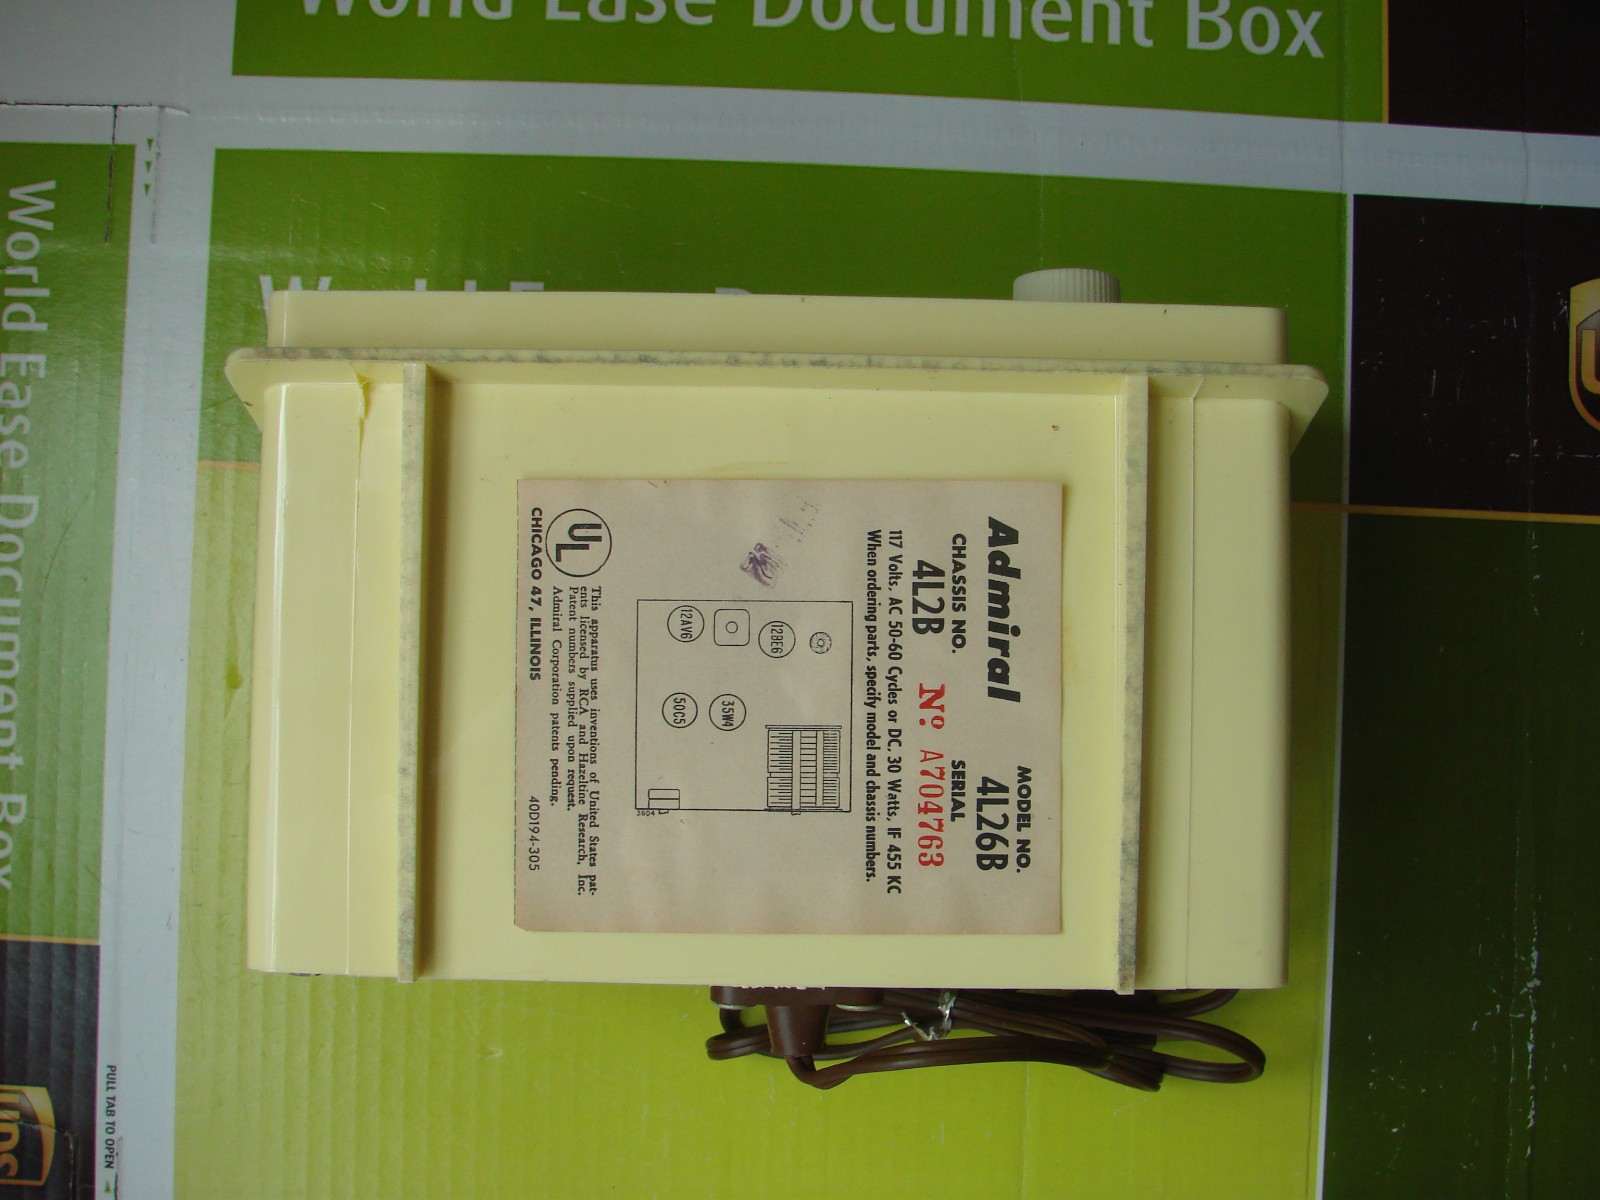 World Ease Document Box
World Ease Document Box
Admiral
MODEL NO.
4L26B
CHASSIS NO.
4L2B
SERIAL
Nº A704763
117 Volts, AC 50-60 Cycles or DC, 30 Watts, IF 455 KC
When ordering parts, specify model and chassis numbers.
12BE6
12AV6
35W4
50C5
3604
UL
This apparatus uses inventions of United States pat-
ents licensed by RCA and Hazeltine Research, Inc.
Patent numbers supplied upon request.
Admiral Corporation patents pending.
CHICAGO 47, ILLINOIS
40D194-305
PULL TAB TO OPEN
ups